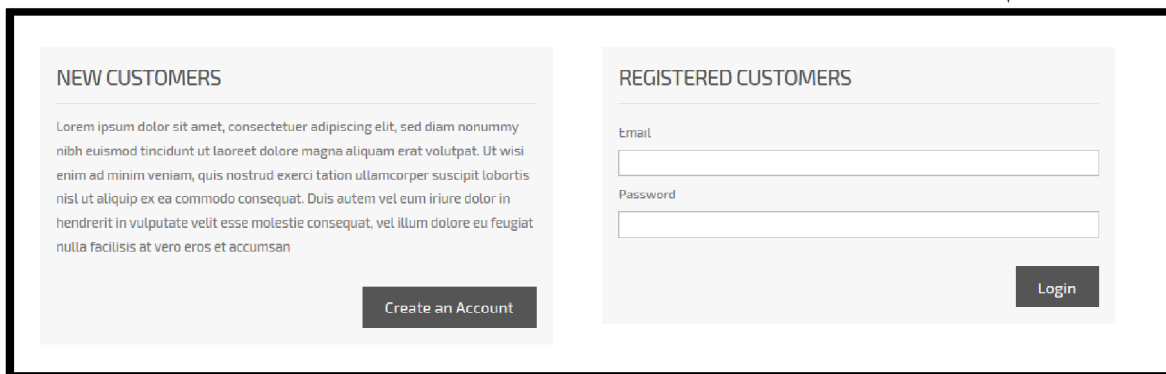 NEW CUSTOMERS
Lorem ipsum dolor sit amet, consectetuer adipiscing elit, sed diam nonummy
nibh euismod tincidunt ut laoreet dolore magna aliquam erat volutpat. Ut wisi
enim ad minim veniam, quis nostrud exerci tation ullamcorper suscipit lobortis
nisl ut aliquip ex ea commodo consequat. Duis autem vel eum iriure dolor in
hendrerit in vulputate velit esse molestie consequat, vel illum dolore eu feugiat
nulla facilisis at vero eros et accumsan
Create an Account
REGISTERED CUSTOMERS
Email
Password
Login